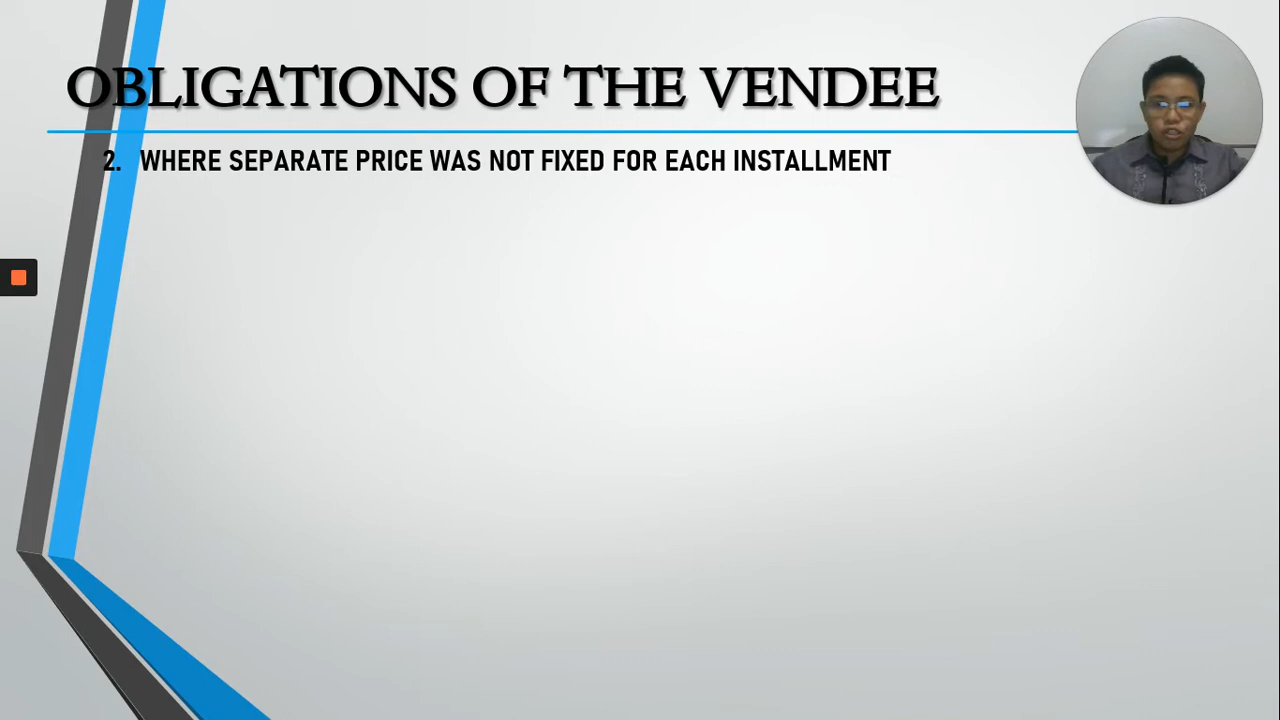 OBLIGATIONS OF THE VENDEE
2. WHERE SEPARATE PRICE WAS NOT FIXED FOR EACH INSTALLMENT